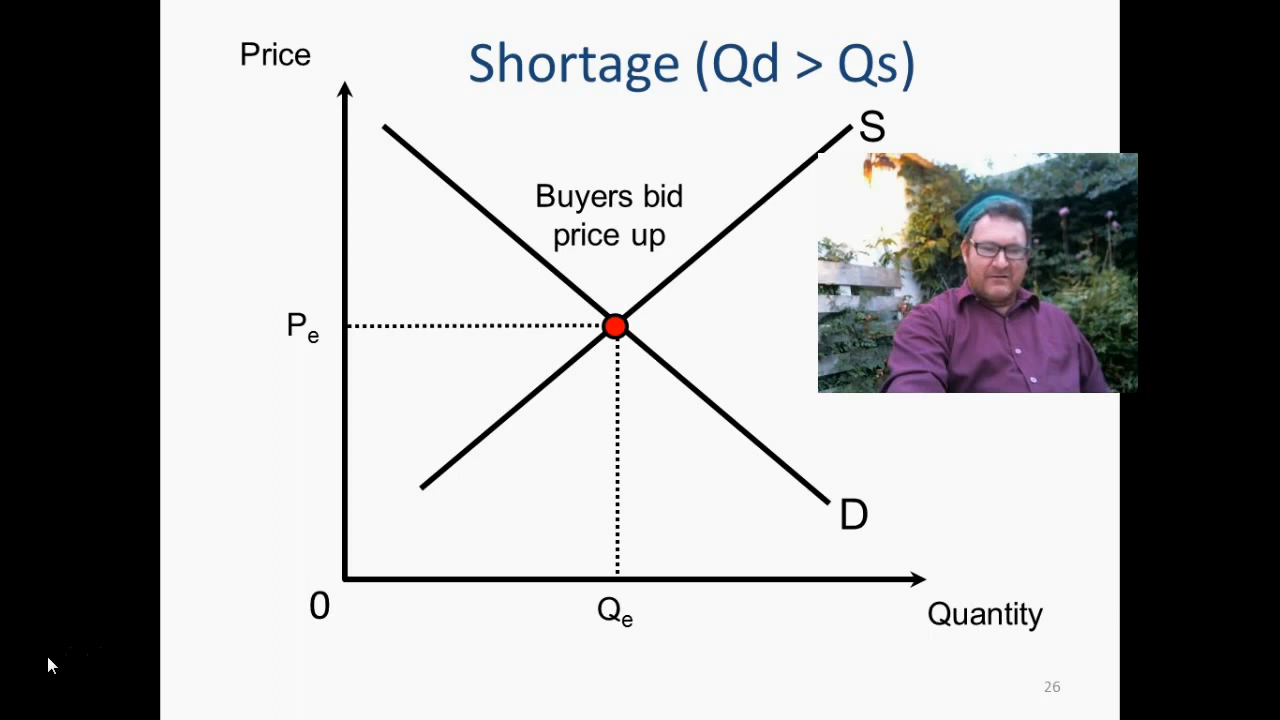 Price
Shortage (Qd > Qs)
S
Buyers bid
price up
Pe
D
0
Qe
Quantity
26